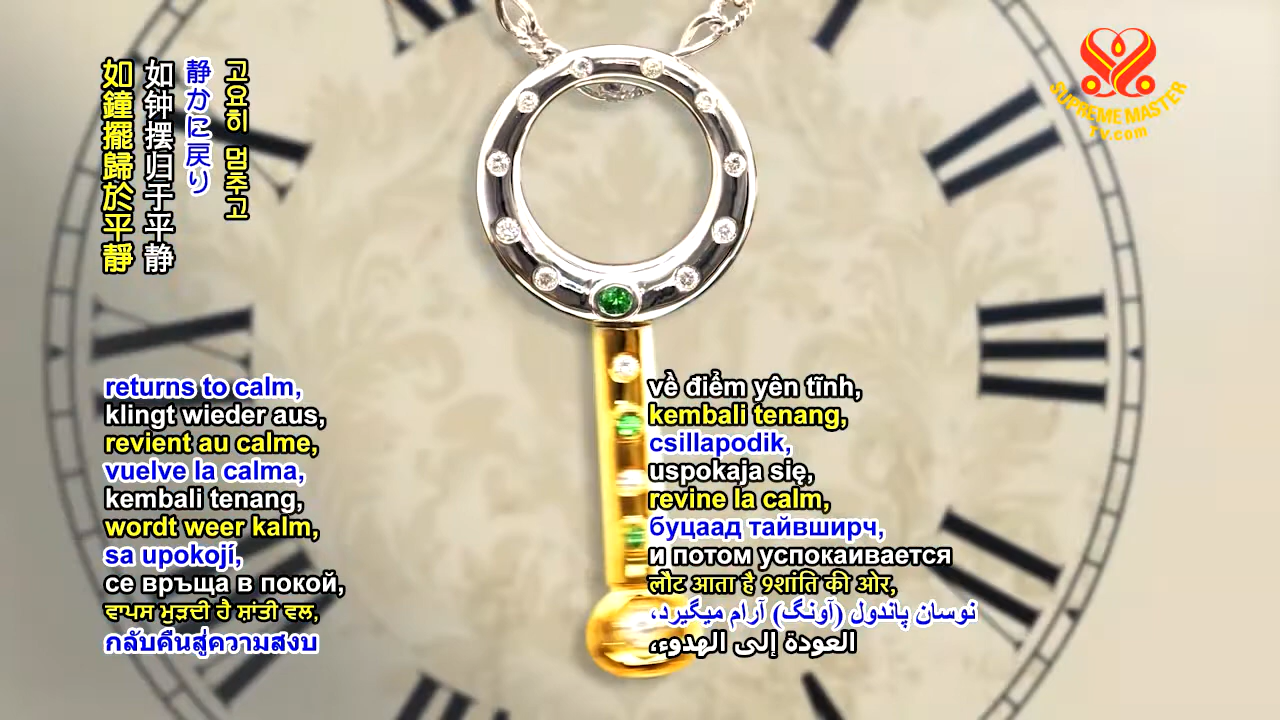 고요히 멈추고
静かに戻り
如钟摆归于平静
如鐘擺歸於平靜
SUPREME MASTER
TV.com
returns to calm,
klingt wieder aus,
revient au calme,
vuelve la calma,
kembali tenang,
wordt weer kalm,
sa upokojí,
се връща в покой,
ਵਾਪਸ ਮੁੜਦੀ ਹੈ ਸ਼ਾਂਤੀ ਵਲ,
กลับคืนสู่ความสงบ
về điểm yên tĩnh,
kembali tenang,
csillapodik,
uspokaja się,
revine la calm,
буцаад тайвширч,
и потом успокаивается
लौट आता है 9शांति की ओर,
نوسان پاندول (آونگ) آرام میگیرد،
العودة إلى الهدوء،